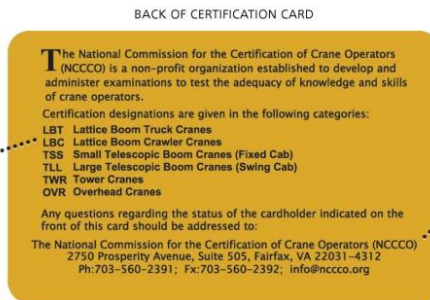 BACK OF CERTIFICATION CARD
The National Commission for the Certification of Crane Operators
(NCCCO) is a non-profit organization established to develop and
administer examinations to test the adequacy of knowledge and skills
of crane operators.
Certification designations are given in the following categories:
LBT Lattice Boom Truck Cranes
LBC Lattice Boom Crawler Cranes
TSS Small Telescopic Boom Cranes (Fixed Cab)
TLL Large Telescopic Boom Cranes (Swing Cab)
TWR Tower Cranes
OVR Overhead Cranes
Any questions regarding the status of the cardholder indicated on the
front of this card should be addressed to:
The National Commission for the Certification of Crane Operators (NCCCO)
2750 Prosperity Avenue, Suite 505, Fairfax, VA 22031-4312
Ph:703-560-2391; Fx:703-560-2392; info@nccco.org